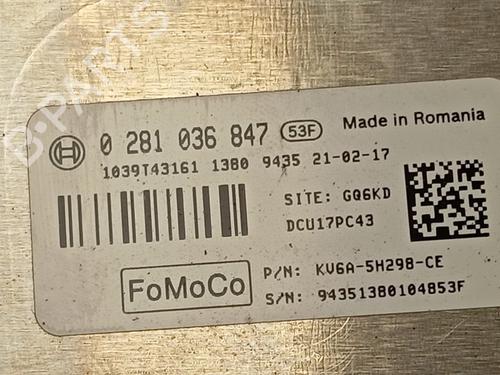 B-PARTS
0 281 036 847 53F Made in Romania
1039T43161 1380 9435 21-02-17
SITE: GQ6KD
DCU17PC43
FoMoCo
P/N: KV6A-5H298-CE
S/N: 94351380104853F